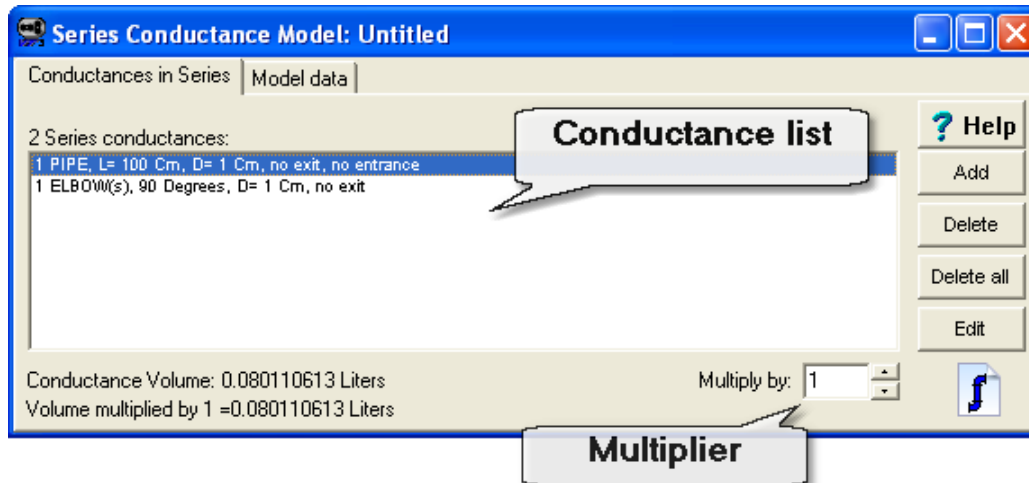 Series Conductance Model: Untitled
Conductances in Series
Model data
2 Series conductances:
1 PIPE, L= 100 Cm, D= 1 Cm, no exit, no entrance
1 ELBOW(s), 90 Degrees, D= 1 Cm, no exit
Conductance list
? Help
Add
Delete
Delete all
Edit
Conductance Volume: 0.080110613 Liters
Volume multiplied by 1 =0.080110613 Liters
Multiply by: 1
Multiplier